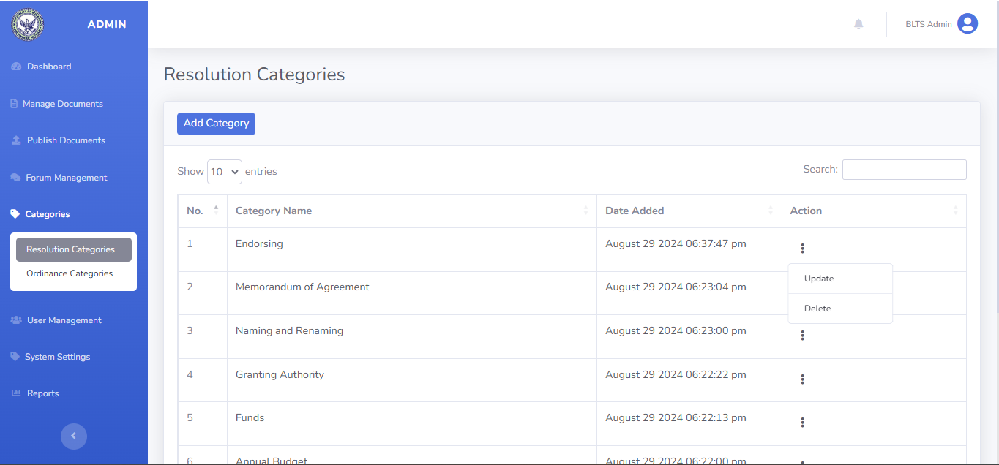 ADMIN
BLTS Admin
Dashboard
Manage Documents
Publish Documents
Forum Management
Categories
Resolution Categories
Ordinance Categories
User Management
System Settings
Reports
Resolution Categories
Add Category
Show 10 entries
Search:
No. Category Name Date Added Action
1 Endorsing August 29 2024 06:37:47 pm
Update
Delete
2 Memorandum of Agreement August 29 2024 06:23:04 pm
3 Naming and Renaming August 29 2024 06:23:00 pm
4 Granting Authority August 29 2024 06:22:22 pm
5 Funds August 29 2024 06:22:13 pm
6 Annual Budget August 29 2024 06:22:00 pm